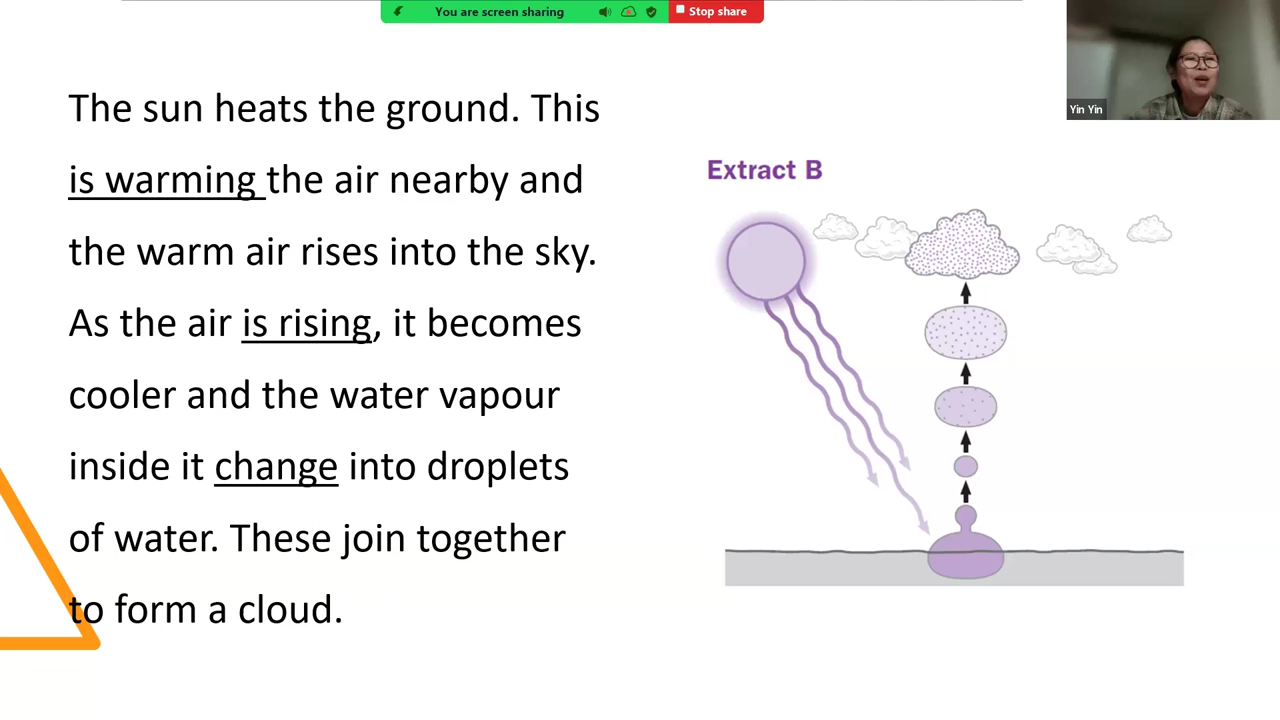 You are screen sharing
Stop share
Yin Yin
The sun heats the ground. This
is warming the air nearby and
the warm air rises into the sky.
As the air is rising, it becomes
cooler and the water vapour
inside it change into droplets
of water. These join together
to form a cloud.
Extract B